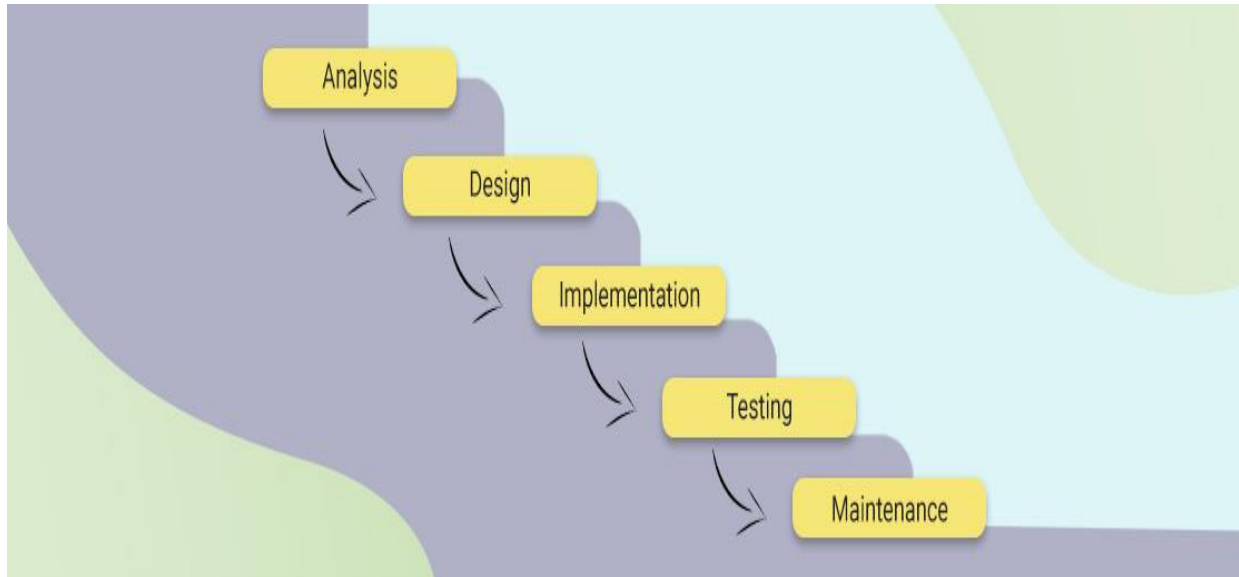 Analysis
Design
Implementation
Testing
Maintenance